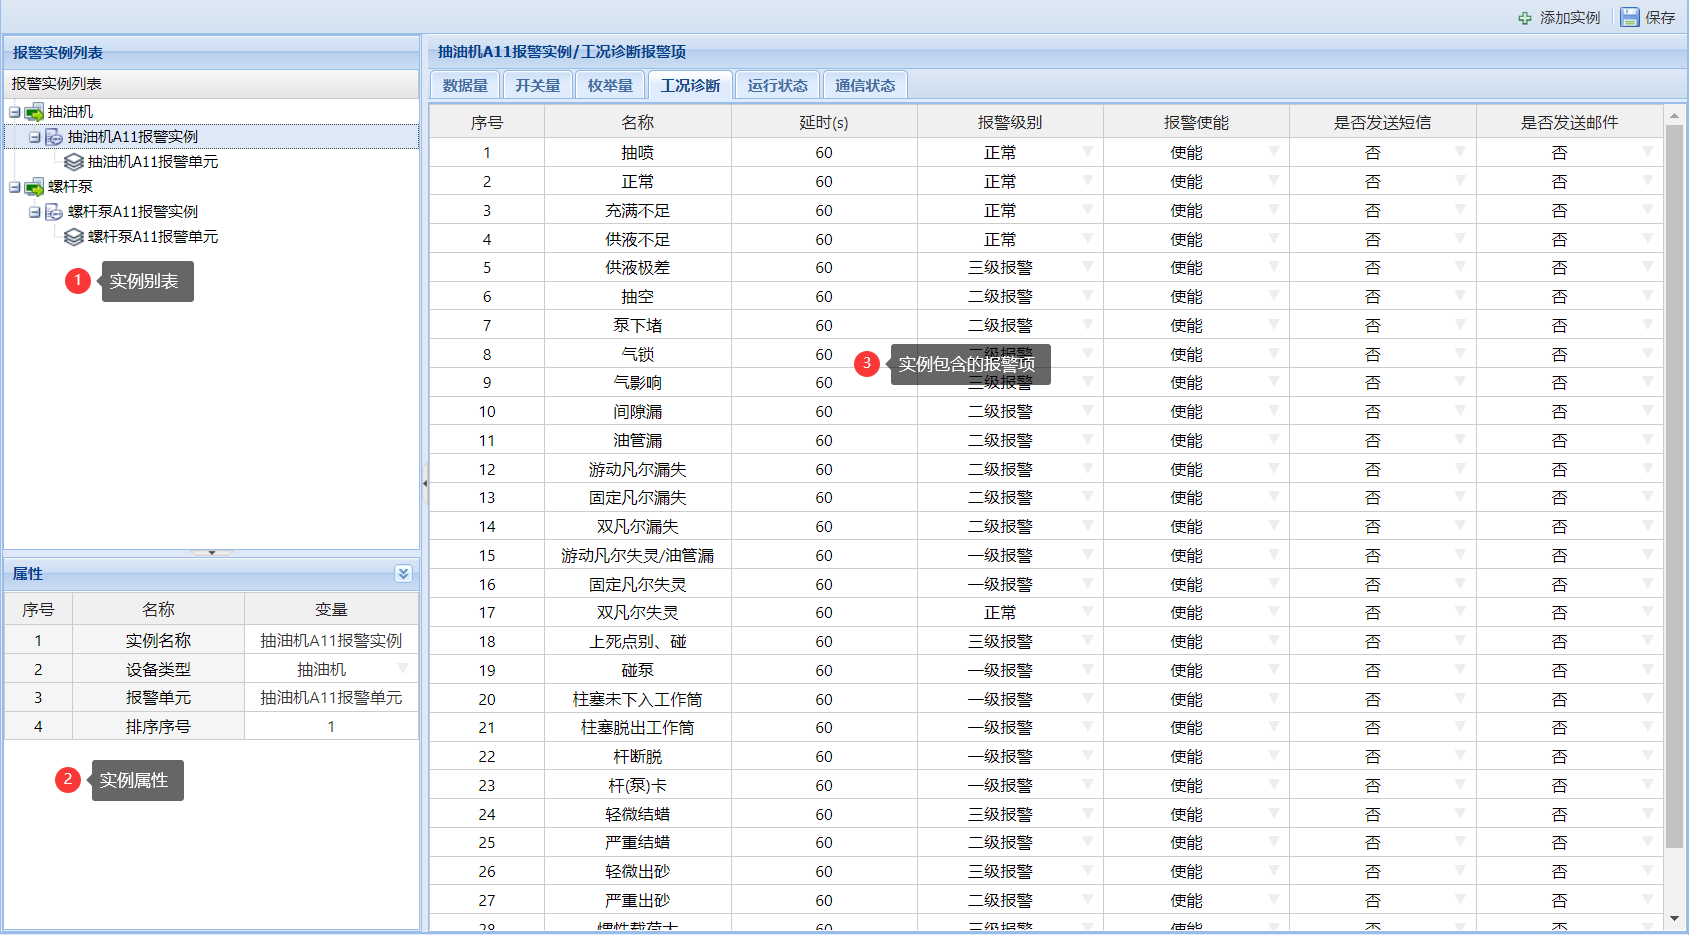 添加实例 保存
报警实例列表
报警实例列表
抽油机
抽油机A11报警实例
抽油机A11报警单元
螺杆泵
螺杆泵A11报警实例
螺杆泵A11报警单元
1 实例别表
属性
序号 名称 变量
1 实例名称 抽油机A11报警实例
2 设备类型 抽油机
3 报警单元 抽油机A11报警单元
4 排序序号 1
2 实例属性
抽油机A11报警实例/工况诊断报警项
数据量 开关量 枚举量 工况诊断 运行状态 通信状态
序号 名称 延时(s) 报警级别 报警使能 是否发送短信 是否发送邮件
1 抽喷 60 正常 使能 否 否
2 正常 60 正常 使能 否 否
3 充满不足 60 正常 使能 否 否
4 供液不足 60 正常 使能 否 否
5 供液极差 60 三级报警 使能 否 否
6 抽空 60 二级报警 使能 否 否
7 泵下堵 60 二级报警 使能 否 否
8 气锁 60 使能 否 否
3 实例包含的报警项
9 气影响 60 三级报警 使能 否 否
10 间隙漏 60 二级报警 使能 否 否
11 油管漏 60 二级报警 使能 否 否
12 游动凡尔漏失 60 二级报警 使能 否 否
13 固定凡尔漏失 60 二级报警 使能 否 否
14 双凡尔漏失 60 二级报警 使能 否 否
15 游动凡尔失灵/油管漏 60 一级报警 使能 否 否
16 固定凡尔失灵 60 一级报警 使能 否 否
17 双凡尔失灵 60 正常 使能 否 否
18 上死点别、碰 60 三级报警 使能 否 否
19 碰泵 60 一级报警 使能 否 否
20 柱塞未下入工作筒 60 一级报警 使能 否 否
21 柱塞脱出工作筒 60 一级报警 使能 否 否
22 杆断脱 60 一级报警 使能 否 否
23 杆(泵)卡 60 一级报警 使能 否 否
24 轻微结蜡 60 三级报警 使能 否 否
25 严重结蜡 60 二级报警 使能 否 否
26 轻微出砂 60 三级报警 使能 否 否
27 严重出砂 60 二级报警 使能 否 否
28 惯性载荷大 60 三级报警 使能 否 否